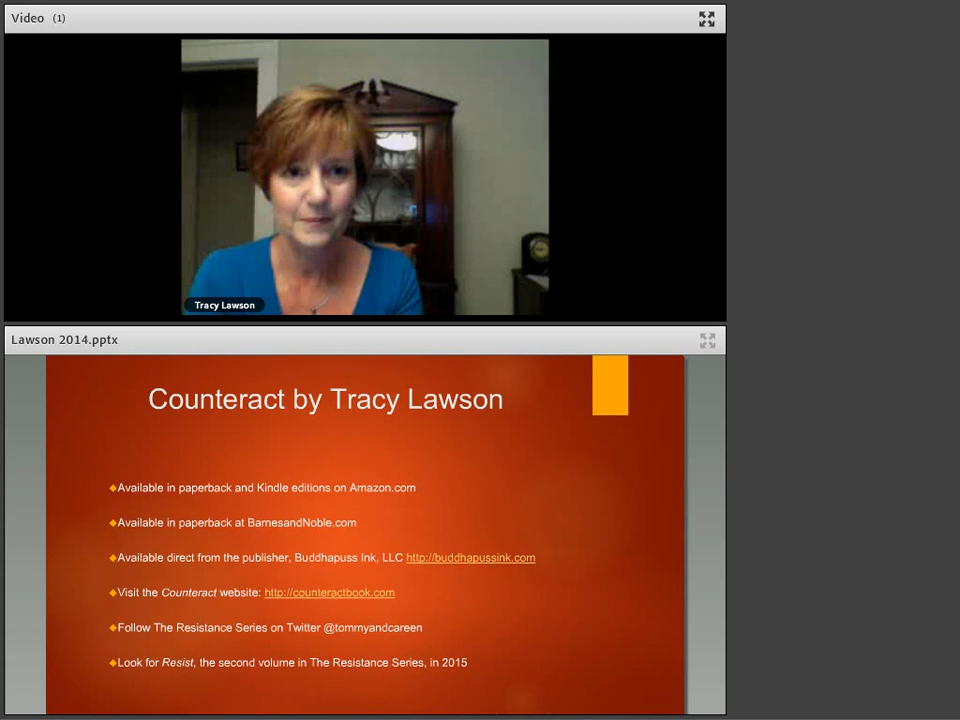 Video (1)
Tracy Lawson
Lawson 2014.pptx
Counteract by Tracy Lawson
Available in paperback and Kindle editions on Amazon.com
Available in paperback at BarnesandNoble.com
Available direct from the publisher, Buddhapuss Ink, LLC http://buddhapussink.com
Visit the Counteract website: http://counteractbook.com
Follow The Resistance Series on Twitter @tommyandcareen
Look for Resist, the second volume in The Resistance Series, in 2015